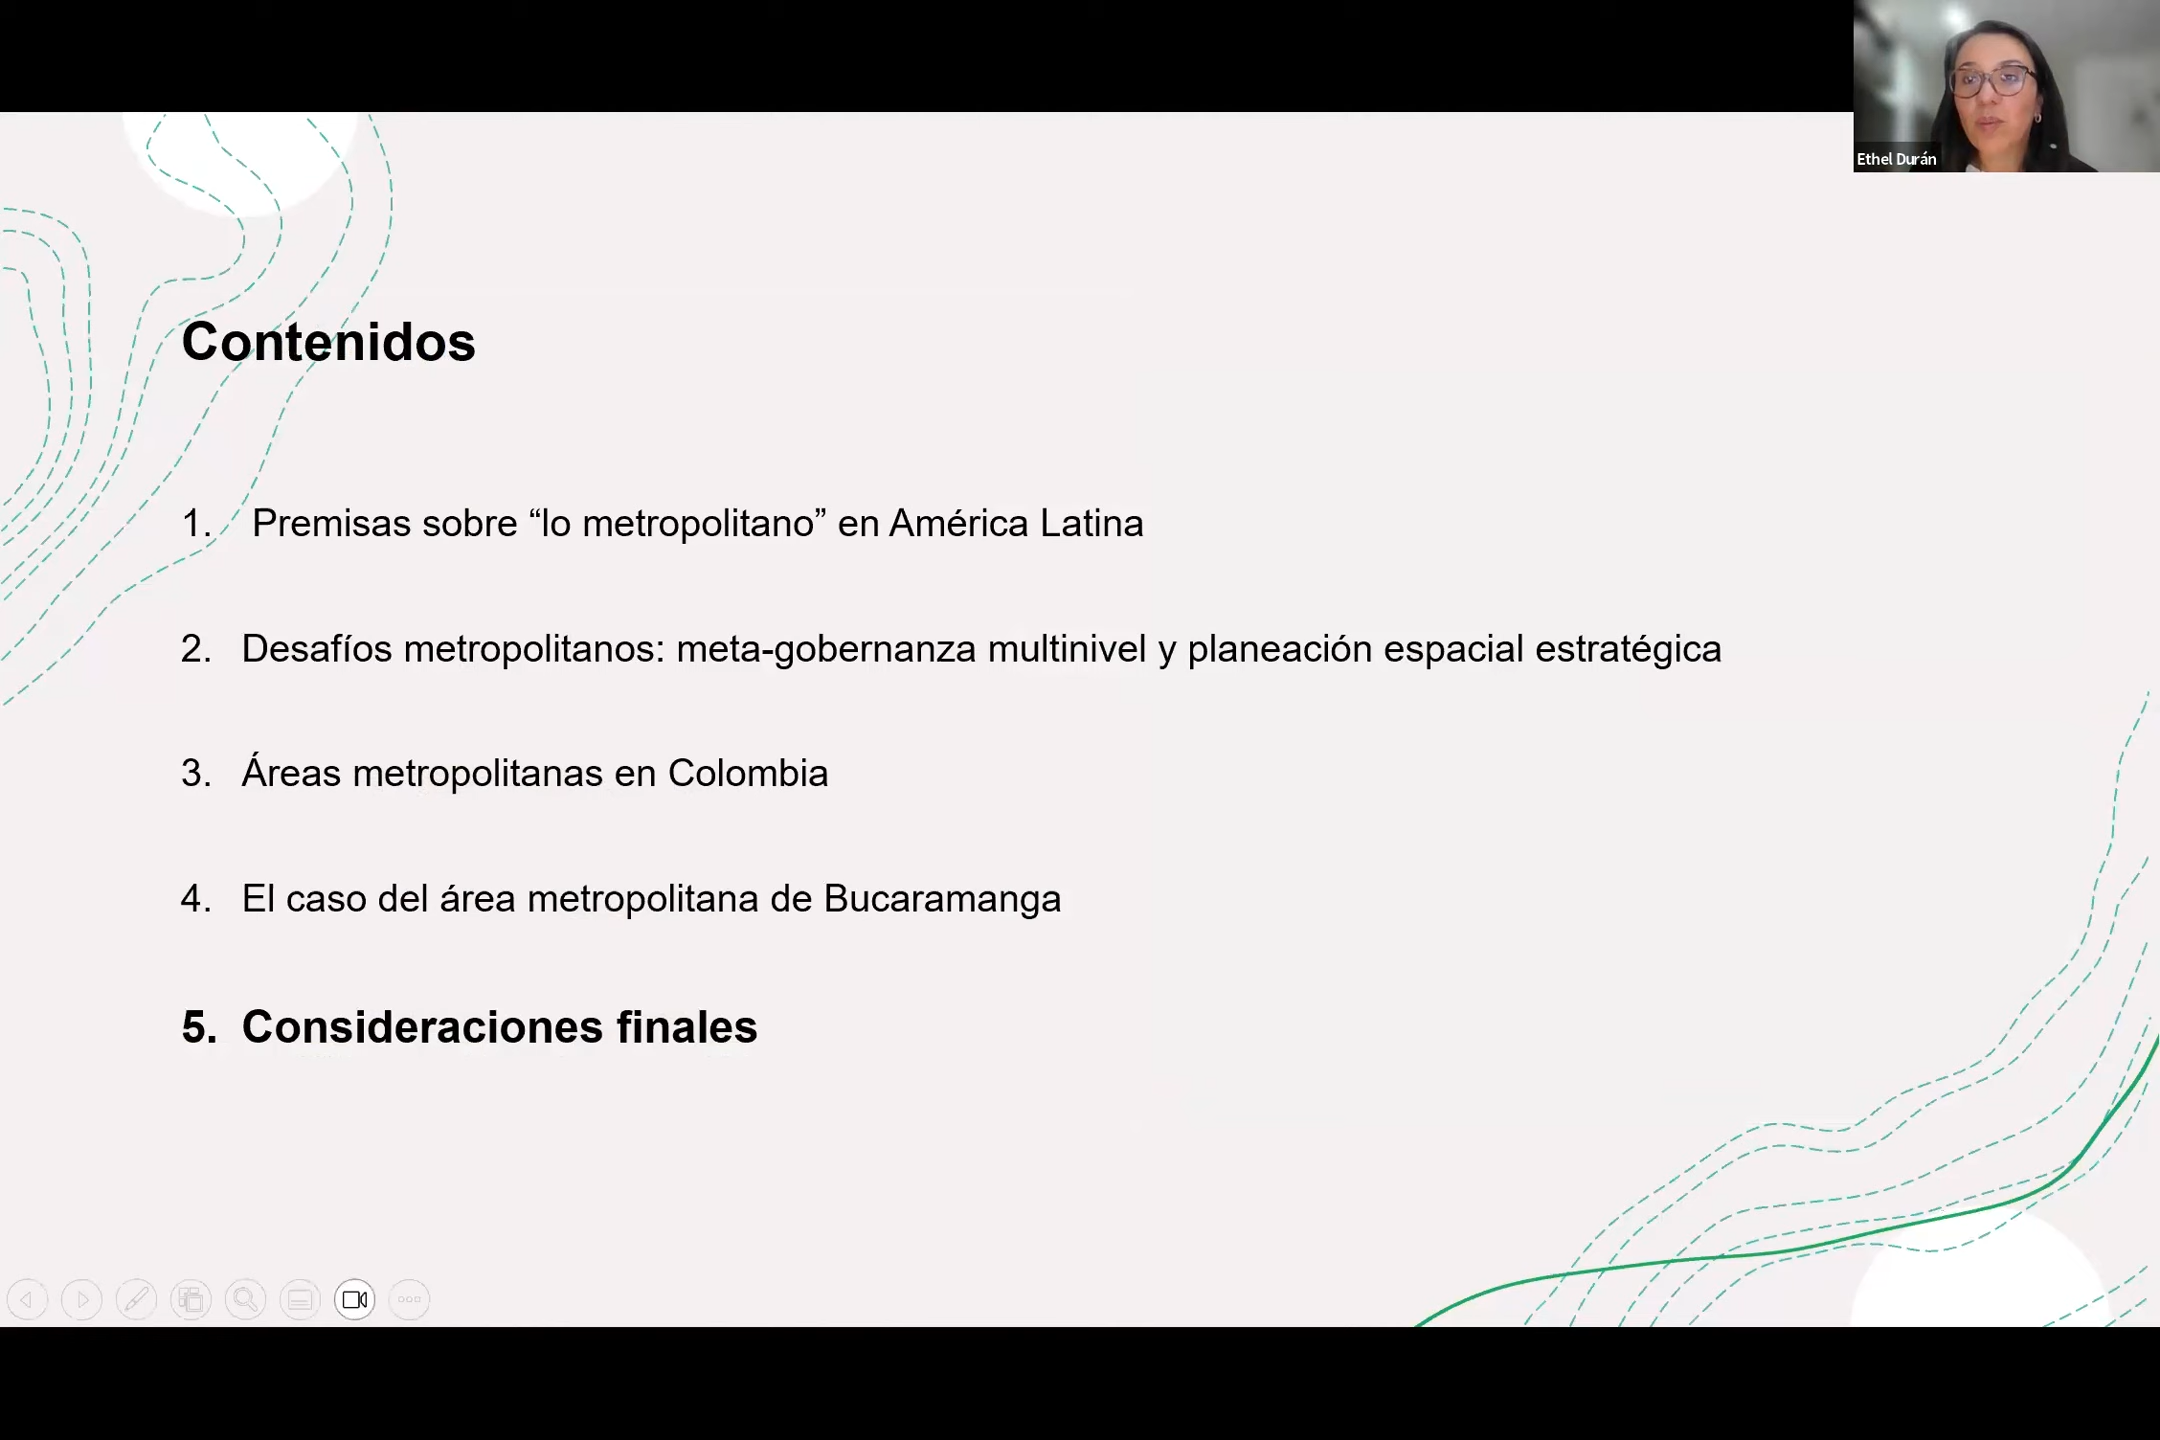 Ethel Durán
Contenidos
1. Premisas sobre “lo metropolitano” en América Latina
2. Desafíos metropolitanos: meta-gobernanza multinivel y planeación espacial estratégica
3. Áreas metropolitanas en Colombia
4. El caso del área metropolitana de Bucaramanga
5. Consideraciones finales